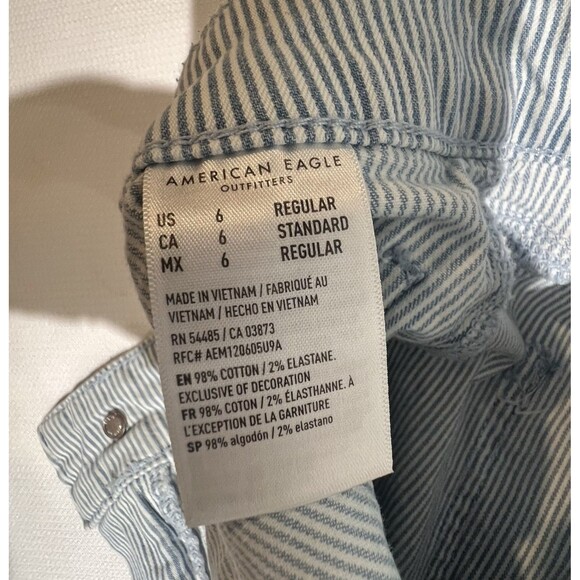 AMERICAN EAGLE
OUTFITTERS
US 6 REGULAR
CA 6 STANDARD
MX 6 REGULAR
MADE IN VIETNAM / FABRIQUÉ AU
VIETNAM / HECHO EN VIETNAM
RN 54485 / CA 03873
RFC# AEM120605U9A
EN 98% COTTON / 2% ELASTANE.
EXCLUSIVE OF DECORATION
FR 98% COTON / 2% ÉLASTHANNE. À
L'EXCEPTION DE LA GARNITURE
SP 98% algodón / 2% elastano